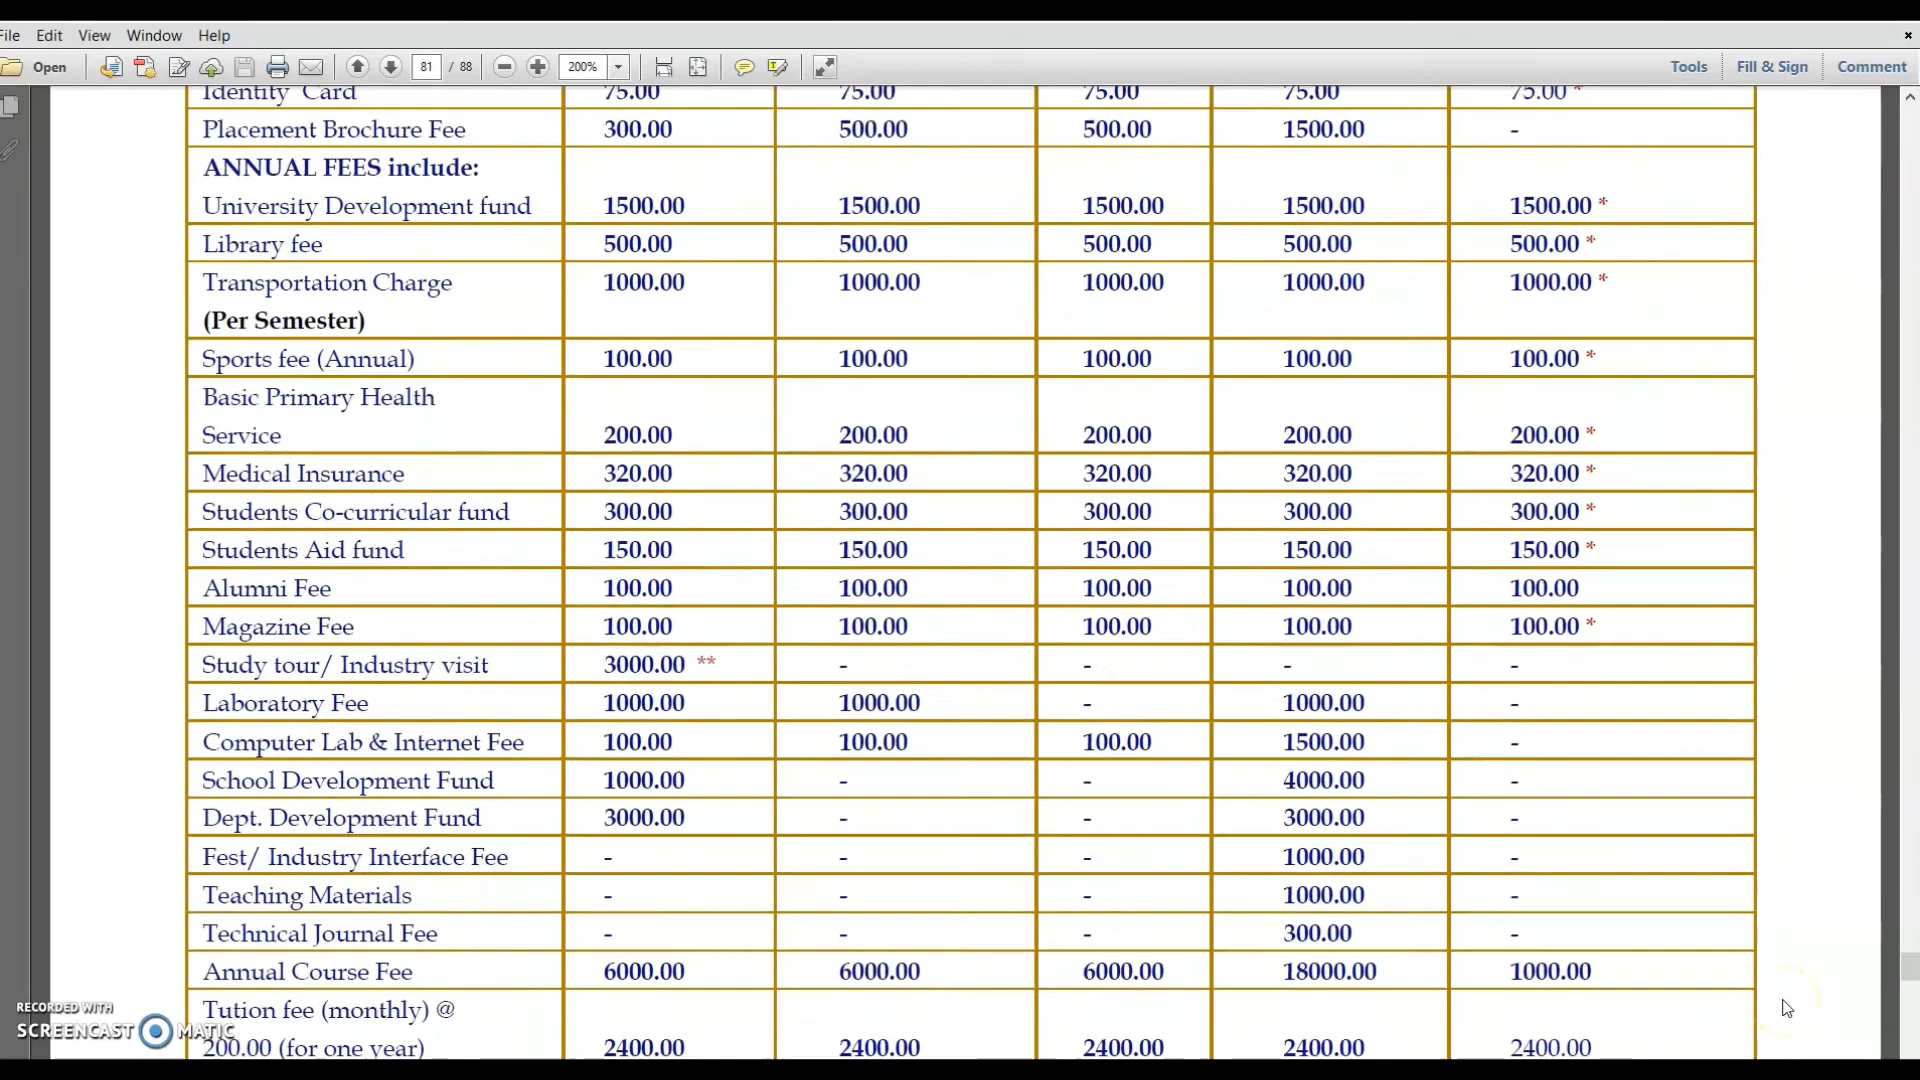 File Edit View Window Help ×
Open 81 / 88 200% Tools Fill & Sign Comment
Identity Card 75.00 75.00 75.00 75.00 75.00 *
Placement Brochure Fee 300.00 500.00 500.00 1500.00 -
ANNUAL FEES include:
University Development fund 1500.00 1500.00 1500.00 1500.00 1500.00 *
Library fee 500.00 500.00 500.00 500.00 500.00 *
Transportation Charge 1000.00 1000.00 1000.00 1000.00 1000.00 *
(Per Semester)
Sports fee (Annual) 100.00 100.00 100.00 100.00 100.00 *
Basic Primary Health
Service 200.00 200.00 200.00 200.00 200.00 *
Medical Insurance 320.00 320.00 320.00 320.00 320.00 *
Students Co-curricular fund 300.00 300.00 300.00 300.00 300.00 *
Students Aid fund 150.00 150.00 150.00 150.00 150.00 *
Alumni Fee 100.00 100.00 100.00 100.00 100.00
Magazine Fee 100.00 100.00 100.00 100.00 100.00 *
Study tour/ Industry visit 3000.00 ** - - - -
Laboratory Fee 1000.00 1000.00 - 1000.00 -
Computer Lab & Internet Fee 100.00 100.00 100.00 1500.00 -
School Development Fund 1000.00 - - 4000.00 -
Dept. Development Fund 3000.00 - - 3000.00 -
Fest/ Industry Interface Fee - - - 1000.00 -
Teaching Materials - - - 1000.00 -
Technical Journal Fee - - - 300.00 -
Annual Course Fee 6000.00 6000.00 6000.00 18000.00 1000.00
Tution fee (monthly) @
200.00 (for one year) 2400.00 2400.00 2400.00 2400.00 2400.00
RECORDED WITH
SCREENCAST MATIC